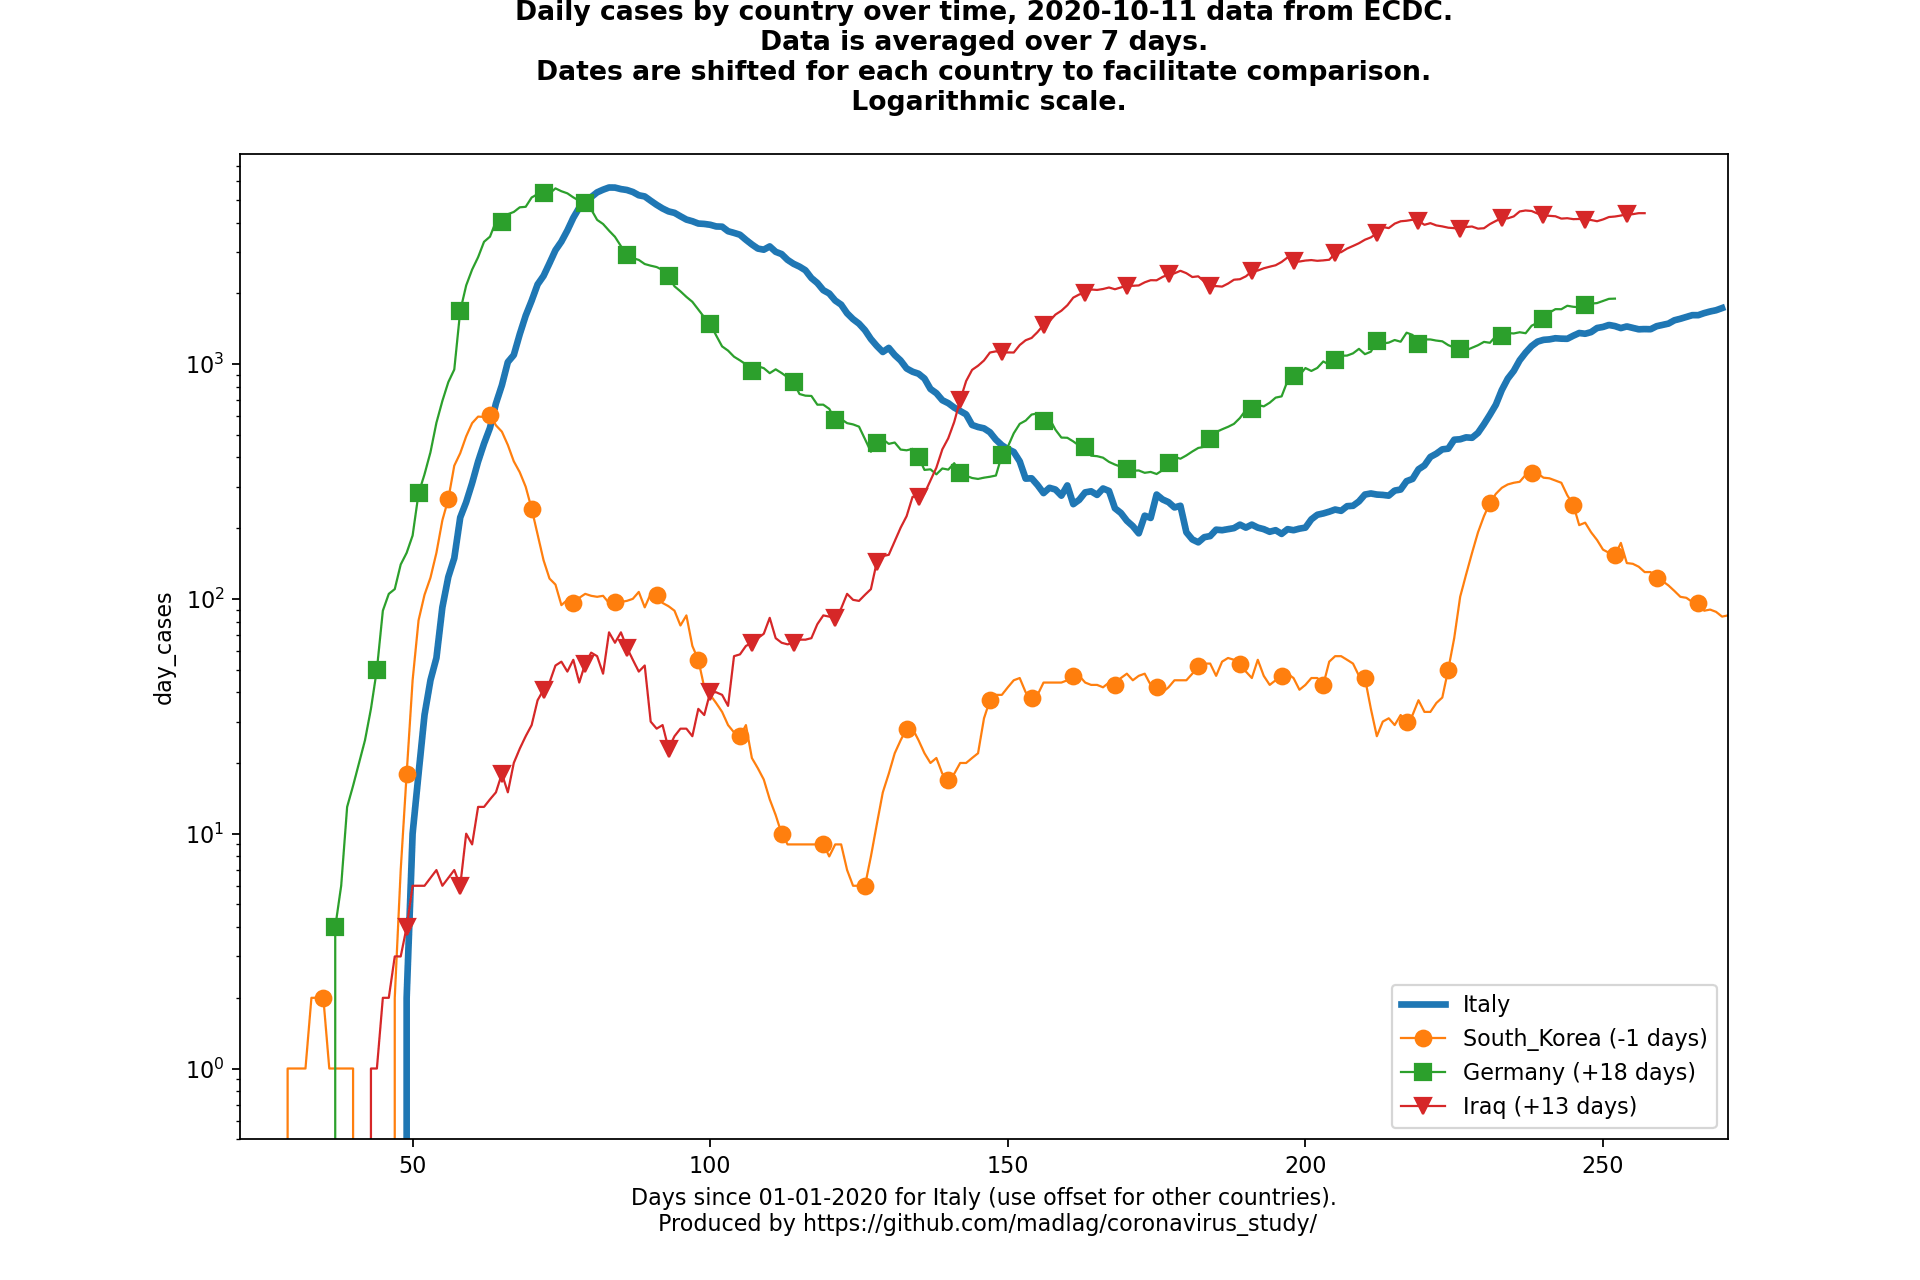 Daily cases by country over time, 2020-10-11 data from ECDC.
Data is averaged over 7 days.
Dates are shifted for each country to facilitate comparison.
Logarithmic scale.
10³
10²
10¹
10⁰
day_cases
Italy
South_Korea (-1 days)
Germany (+18 days)
Iraq (+13 days)
50 100 150 200 250
Days since 01-01-2020 for Italy (use offset for other countries).
Produced by https://github.com/madlag/coronavirus_study/